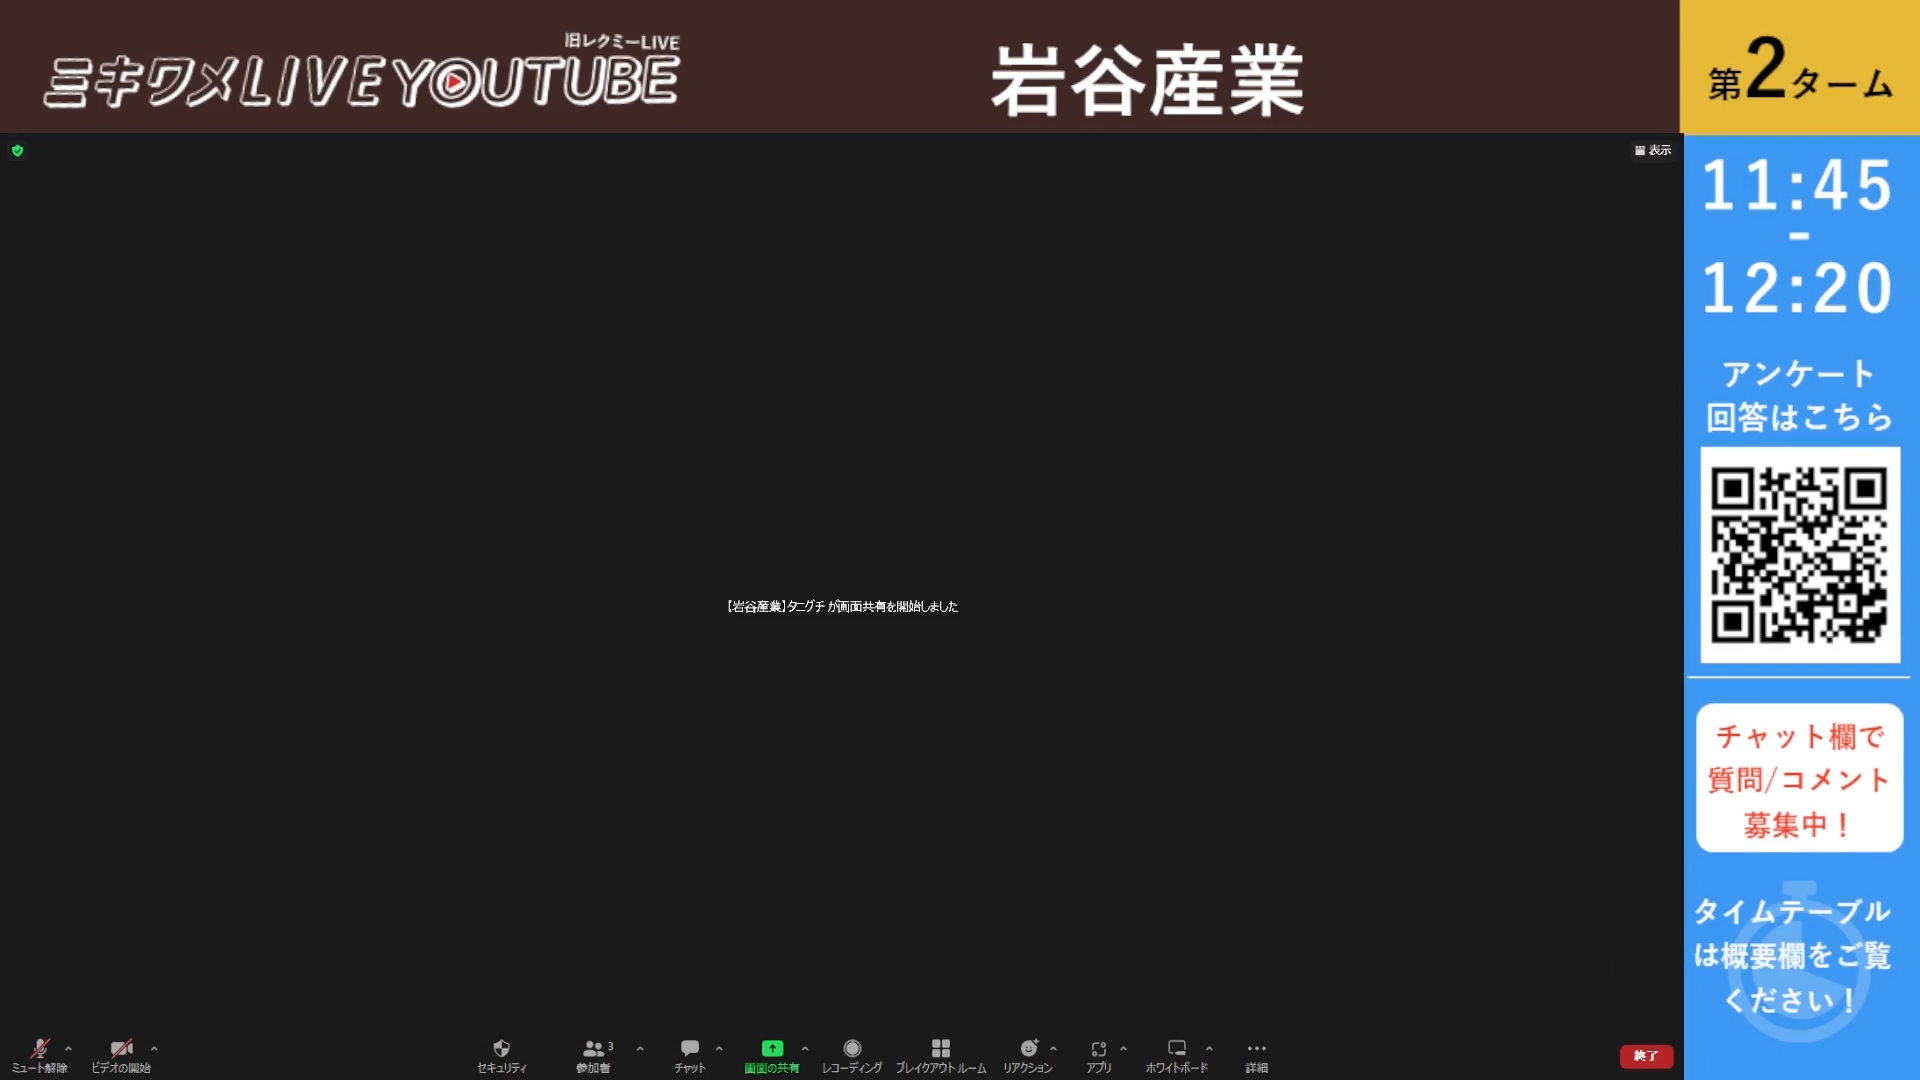 旧レクミーLIVE
ミキワメLIVE YOUTUBE
岩谷産業
第2ターム
表示
11:45
-
12:20
アンケート
回答はこちら
【岩谷産業】タニグチ が画面共有を開始しました
チャット欄で
質問/コメント
募集中！
タイムテーブル
は概要欄をご覧
ください！
ミュート解除
ビデオの開始
セキュリティ
参加者
3
チャット
画面の共有
レコーディング
ブレイクアウト ルーム
リアクション
アプリ
ホワイトボード
詳細
終了